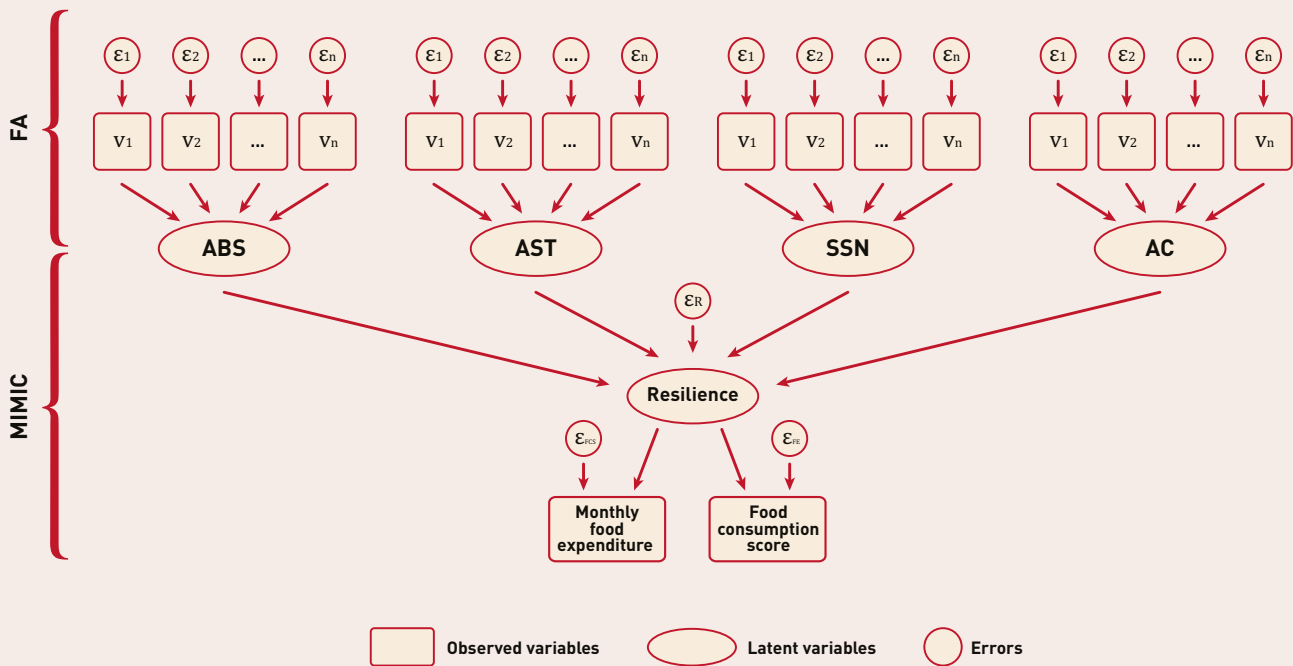 FA
ε1 ε2 ... εn ε1 ε2 ... εn ε1 ε2 ... εn ε1 ε2 ... εn
v1 v2 ... vn v1 v2 ... vn v1 v2 ... vn v1 v2 ... vn
ABS AST SSN AC
MIMIC
εR
Resilience
εFCS εFE
Monthly
food
expenditure
Food
consumption
score
Observed variables Latent variables Errors